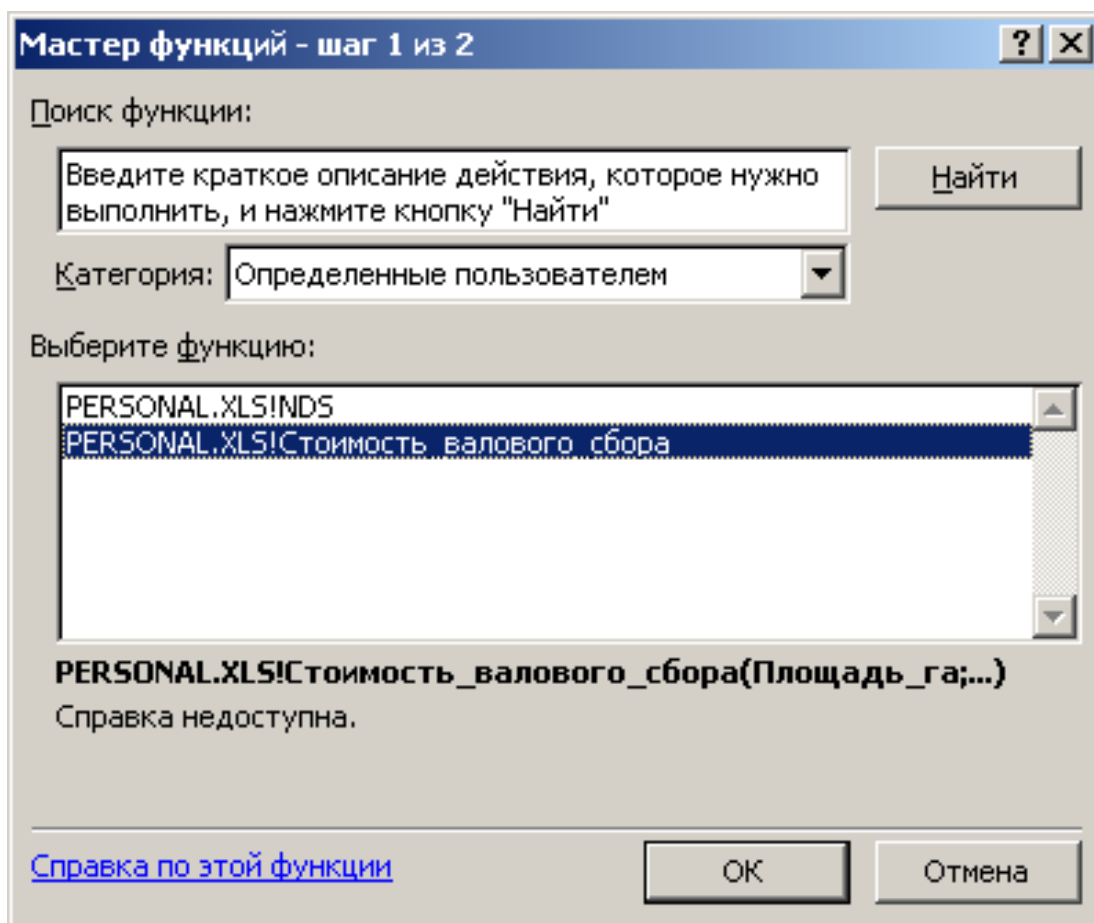 Мастер функций - шаг 1 из 2
Поиск функции:
Введите краткое описание действия, которое нужно
выполнить, и нажмите кнопку "Найти"
Найти
Категория:
Определенные пользователем
Выберите функцию:
PERSONAL.XLS!NDS
PERSONAL.XLS!Стоимость_валового_сбора
PERSONAL.XLS!Стоимость_валового_сбора(Площадь_га;...)
Справка недоступна.
Справка по этой функции
ОК
Отмена